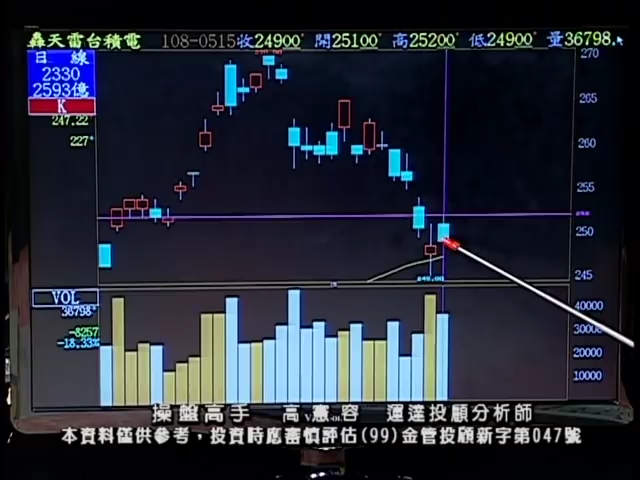 轟天雷台積電 108-0515收24900 開25100 高25200 低24900 量36798
日 線
2330
2593億
K
247.22
227
270
265
260
255
250
245
VOL
36798
-8257
-18.33%
40000
30000
20000
10000
操盤高手 高憲容 運達投顧分析師
本資料僅供參考，投資時應審慎評估(99)金管投顧新字第047號